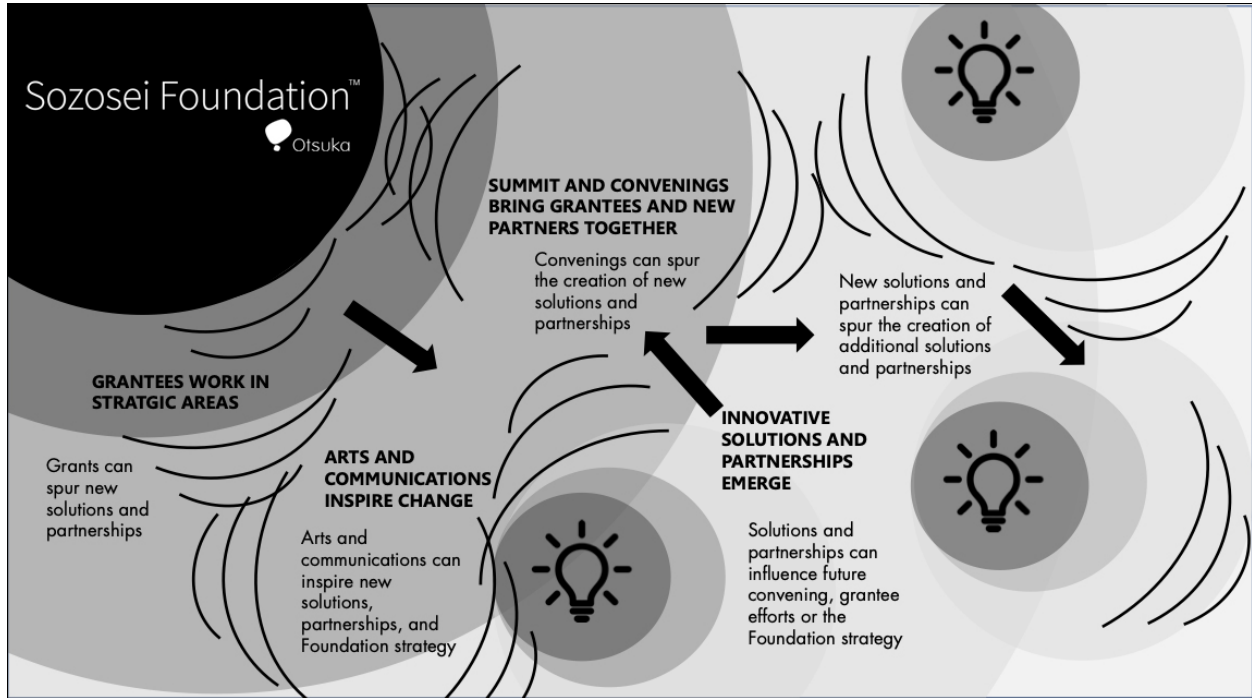 Sozosei Foundation™
Otsuka
SUMMIT AND CONVENINGS
BRING GRANTEES AND NEW
PARTNERS TOGETHER
Convenings can spur
the creation of new
solutions and
partnerships
New solutions and
partnerships can
spur the creation of
additional solutions
and partnerships
GRANTEES WORK IN
STRATGIC AREAS
Grants can
spur new
solutions and
partnerships
ARTS AND
COMMUNICATIONS
INSPIRE CHANGE
Arts and
communications can
inspire new
solutions,
partnerships, and
Foundation strategy
INNOVATIVE
SOLUTIONS AND
PARTNERSHIPS
EMERGE
Solutions and
partnerships can
influence future
convening, grantee
efforts or the
Foundation strategy